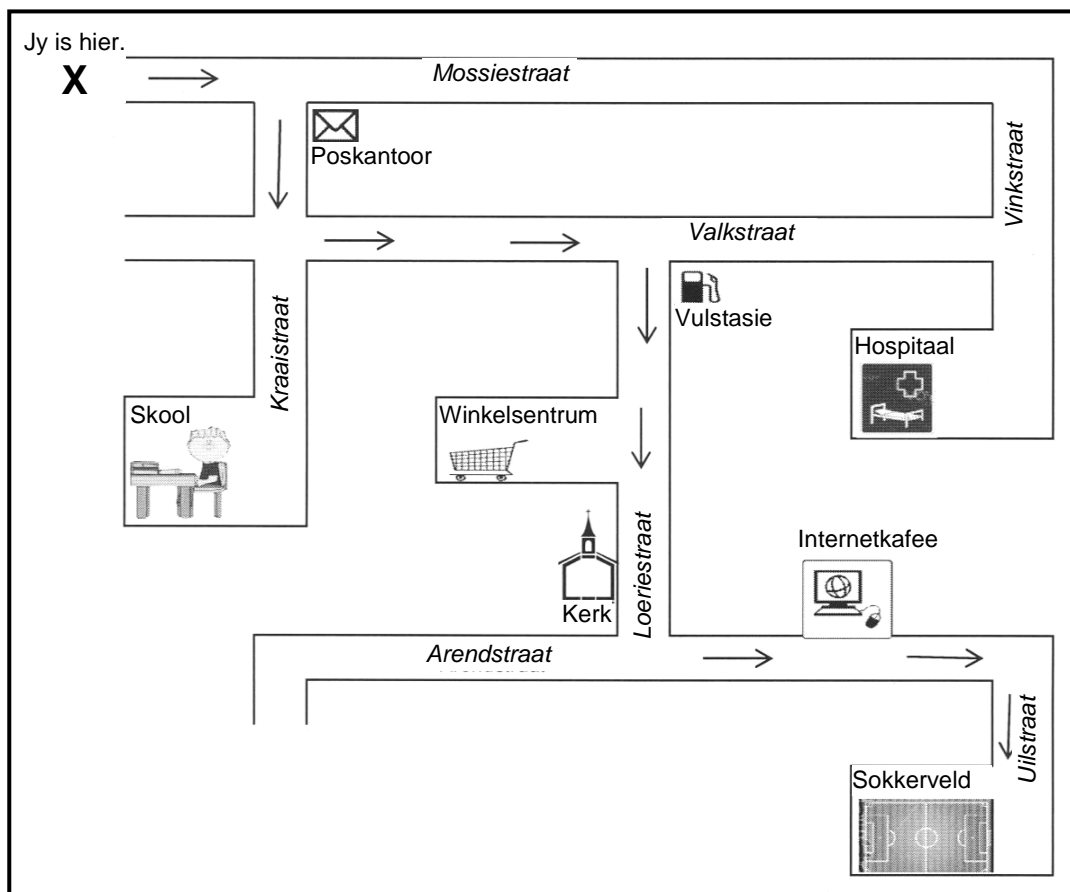 Jy is hier.
X
Mossiestraat
Poskantoor
Vinkstraat
Valkstraat
Vulstasie
Kraaistraat
Hospitaal
Skool
Winkelsentrum
Loeriestraat
Internetkafee
Kerk
Arendstraat
Uilstraat
Sokkerveld